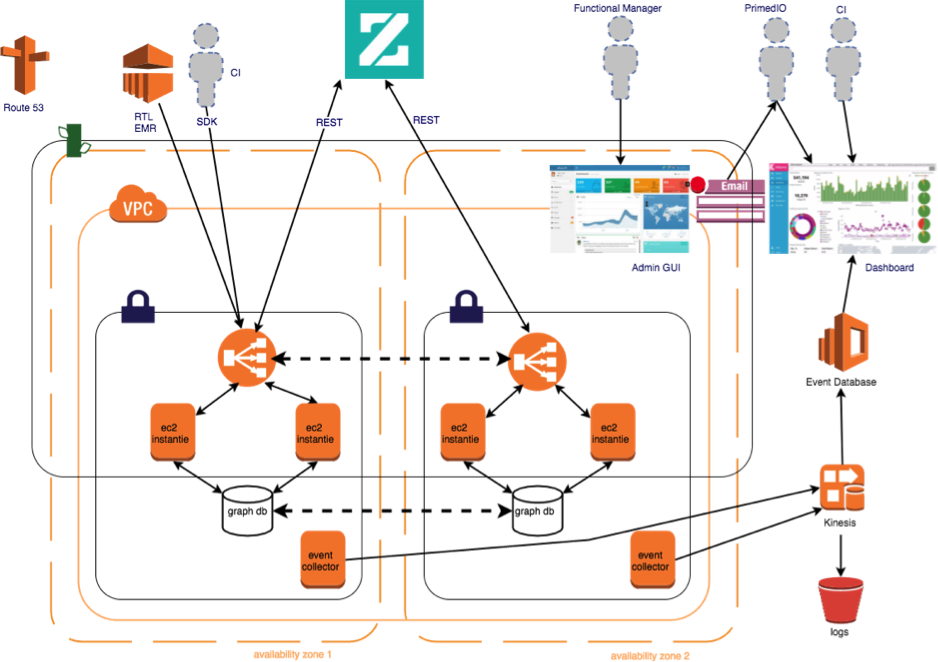 Functional Manager
PrimedIO
CI
Route 53
CI
RTL
EMR
SDK
REST
REST
Email
VPC
Admin GUI
Dashboard
Event Database
ec2
instantie
ec2
instantie
ec2
instantie
ec2
instantie
graph db
graph db
Kinesis
event
collector
event
collector
logs
availability zone 1
availability zone 2